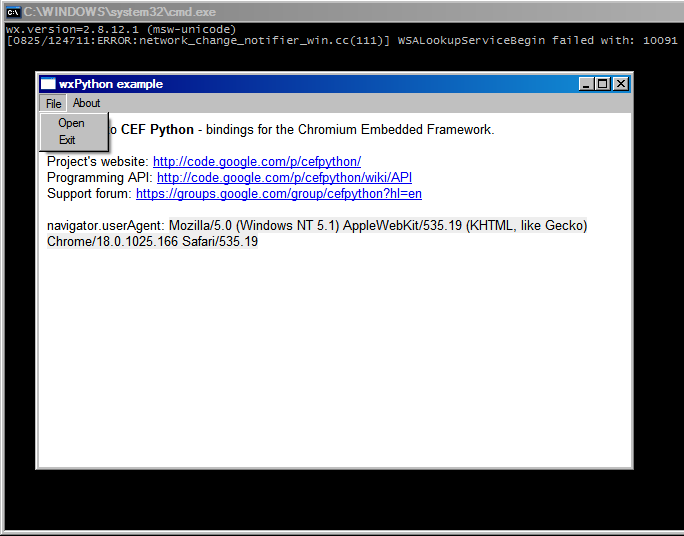 C:\WINDOWS\system32\cmd.exe
wx.version=2.8.12.1 (msw-unicode)
[0825/124711:ERROR:network_change_notifier_win.cc(111)] WSALookupServiceBegin failed with: 10091
wxPython example
File About
Open
Exit
o CEF Python - bindings for the Chromium Embedded Framework.
Project's website: http://code.google.com/p/cefpython/
Programming API: http://code.google.com/p/cefpython/wiki/API
Support forum: https://groups.google.com/group/cefpython?hl=en
navigator.userAgent: Mozilla/5.0 (Windows NT 5.1) AppleWebKit/535.19 (KHTML, like Gecko)
Chrome/18.0.1025.166 Safari/535.19